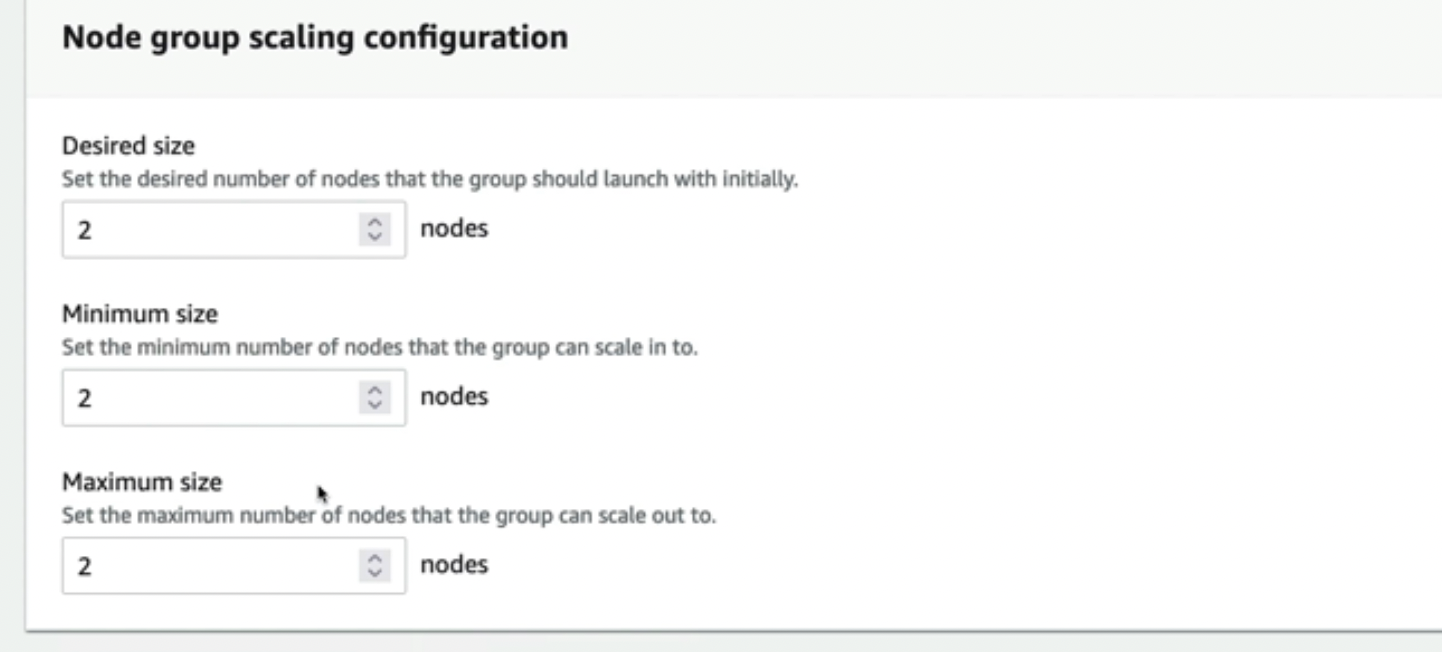 Node group scaling configuration
Desired size
Set the desired number of nodes that the group should launch with initially.
2 nodes
Minimum size
Set the minimum number of nodes that the group can scale in to.
2 nodes
Maximum size
Set the maximum number of nodes that the group can scale out to.
2 nodes